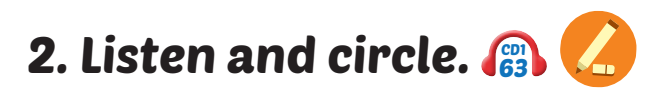 2. Listen and circle. CD1 63